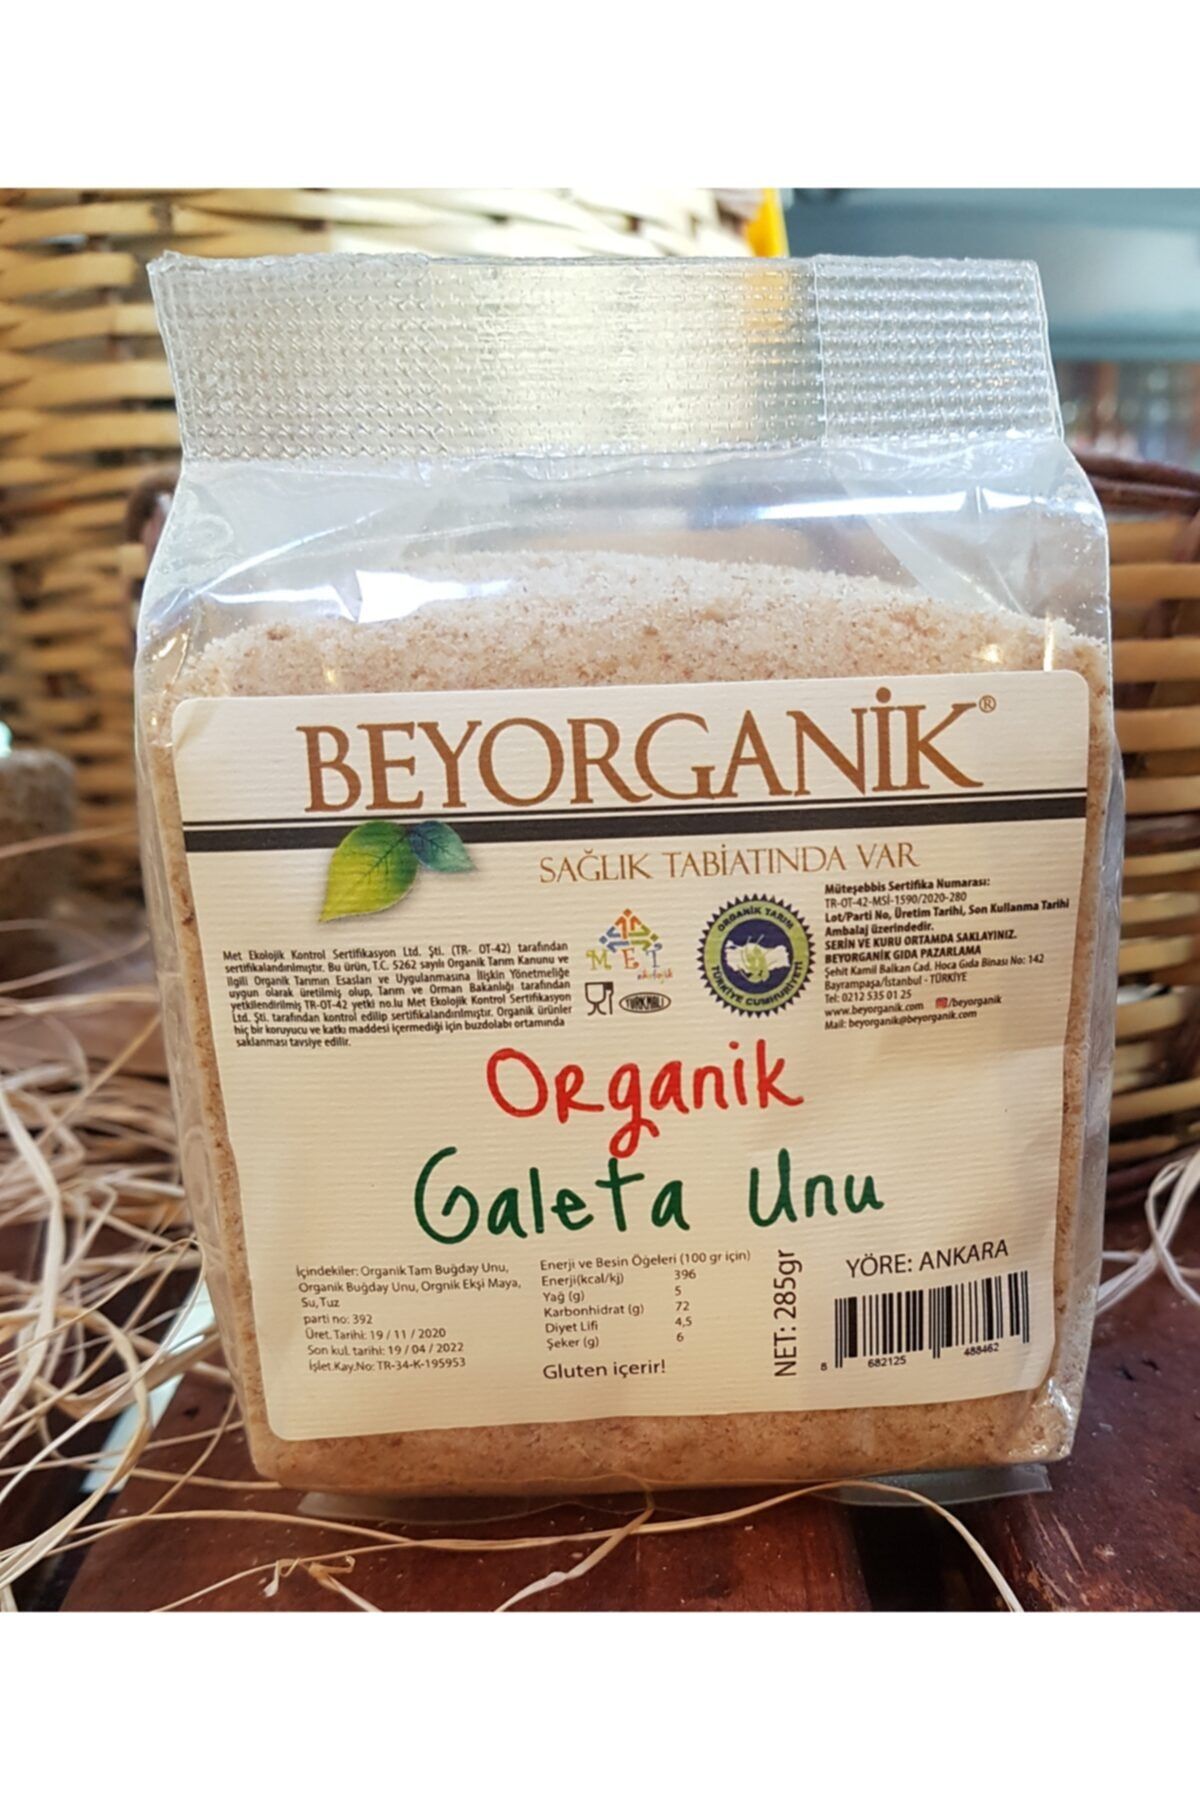 BEYORGANİK®
SAĞLIK TABİATINDA VAR
Met Ekolojik Kontrol Sertifikasyon Ltd. Şti. (TR- OT-42) tarafından
sertifikalandırılmıştır. Bu ürün, T.C. 5262 sayılı Organik Tarım Kanunu ve
İlgili Organik Tarımın Esasları ve Uygulanmasına İlişkin Yönetmeliğe
uygun olarak üretilmiş olup, Tarım ve Orman Bakanlığı tarafından
yetkilendirilmiş TR-OT-42 yetki no.lu Met Ekolojik Kontrol Sertifikasyon
Ltd. Şti. tarafından kontrol edilip sertifikalandırılmıştır. Organik ürünler
hiç bir koruyucu ve katkı maddesi içermediği için buzdolabı ortamında
saklanması tavsiye edilir.
MET
ekolojik
TÜRK MALI
ORGANİK TARIM
TÜRKİYE CUMHURİYETİ
Müteşebbis Sertifika Numarası:
TR-OT-42-MSİ-1590/2020-280
Lot/Parti No, Üretim Tarihi, Son Kullanma Tarihi
Ambalaj üzerindedir.
SERİN VE KURU ORTAMDA SAKLAYINIZ.
BEYORGANİK GIDA PAZARLAMA
Şehit Kamil Balkan Cad. Hoca Gıda Binası No: 142
Bayrampaşa/İstanbul - TÜRKİYE
Tel: 0212 535 01 25
www.beyorganik.com /beyorganik
Mail: beyorganik@beyorganik.com
Organik
Galeta Unu
İçindekiler: Organik Tam Buğday Unu,
Organik Buğday Unu, Orgnik Ekşi Maya,
Su, Tuz
parti no: 392
Üret. Tarihi: 19 / 11 / 2020
Son kul. tarihi: 19 / 04 / 2022
İşlet.Kay.No: TR-34-K-195953
Enerji ve Besin Öğeleri (100 gr için)
Enerji(kcal/kj) 396
Yağ (g) 5
Karbonhidrat (g) 72
Diyet Lifi 4,5
Şeker (g) 6
Gluten içerir!
NET: 285gr
YÖRE: ANKARA
8 682125 488462